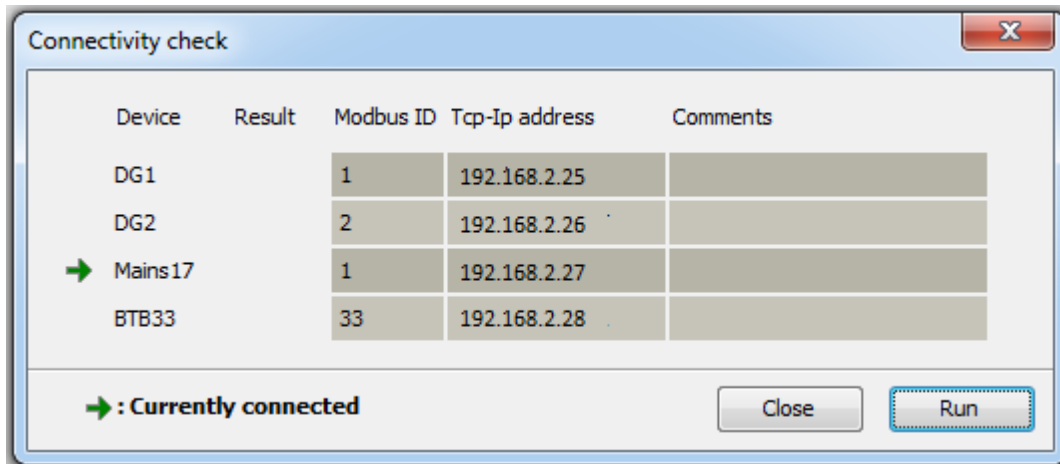 Connectivity check
Device Result Modbus ID Tcp-Ip address Comments
DG1 1 192.168.2.25
DG2 2 192.168.2.26
Mains17 1 192.168.2.27
BTB33 33 192.168.2.28
: Currently connected
Close Run